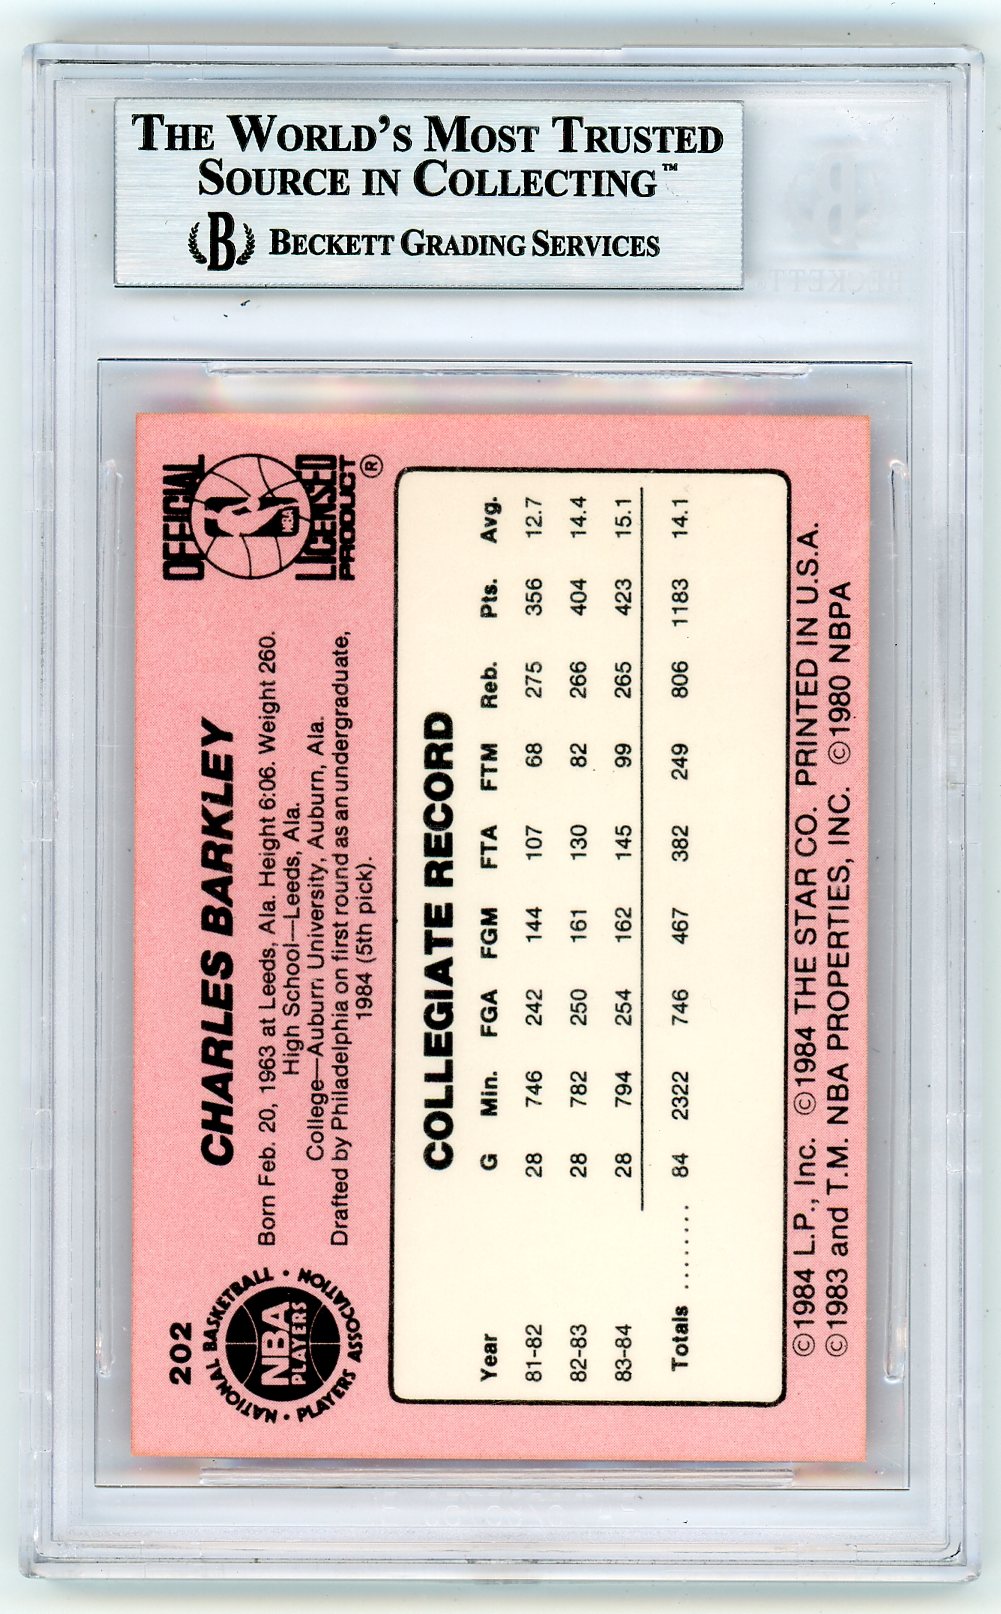 THE WORLD'S MOST TRUSTED
SOURCE IN COLLECTING™
B BECKETT GRADING SERVICES
202
NATIONAL BASKETBALL · PLAYERS ASSOCIATION ·
NBA
PLAYERS
CHARLES BARKLEY
Born Feb. 20, 1963 at Leeds, Ala. Height 6:06. Weight 260.
High School—Leeds, Ala.
College—Auburn University, Auburn, Ala.
Drafted by Philadelphia on first round as an undergraduate,
1984 (5th pick).
OFFICIAL
NBA
LICENSED
PRODUCT ®
COLLEGIATE RECORD
Year G Min. FGA FGM FTA FTM Reb. Pts. Avg.
81-82 28 746 242 144 107 68 275 356 12.7
82-83 28 782 250 161 130 82 266 404 14.4
83-84 28 794 254 162 145 99 265 423 15.1
Totals ........ 84 2322 746 467 382 249 806 1183 14.1
©1984 L.P., Inc. ©1984 THE STAR CO. PRINTED IN U.S.A.
©1983 and T.M. NBA PROPERTIES, INC. ©1980 NBPA